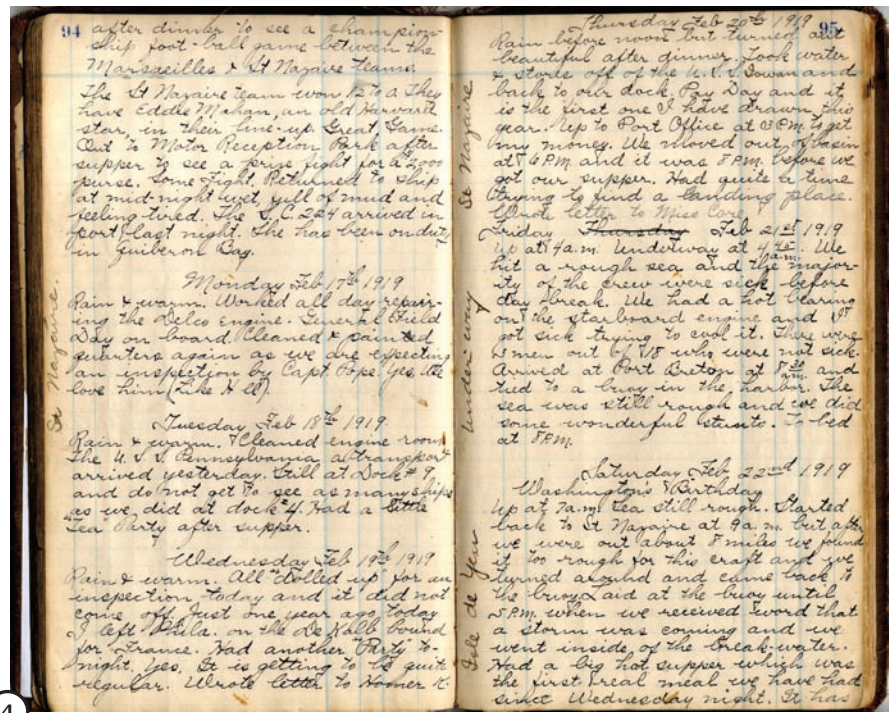 94
after dinner to see a champion-
ship foot-ball game between the
Marsaeilles & St Nazaire teams.
The St Nazaire team won 12 to 0 They
have Eddie Mahan, an old Harvard
star, in their line-up. Great Game.
Out to Motor Reception Park after
supper to see a prize fight for a 2000
purse. Some Fight. Returned to ship
at mid-night wet, full of mud and
feeling tired. The S.C. 224 arrived in
port last night. She has been on duty
in Quiberon Bay.
Monday Feb 17th 1919
Rain & warm. Worked all day repair-
ing the Delco Engine. General Field
Day on board. Cleaned & painted
quarters again as we are expecting
an inspection by Capt Pope. Yes, We
love him (Like H-ll).
Tuesday Feb 18th 1919.
Rain & warm. Cleaned engine room
The U.S.S. Pennsylvania a transport
arrived yesterday. Still at Dock # 9
and do not get to see as many ships
as we did at dock #4. Had a little
"Tea" Party after supper.
Wednesday Feb 19th 1919
Rain & warm. All "dolled up" for an
inspection today and it did not
come off. Just one year ago today
I left Phila. on the De Kalb bound
for France. Had another Party to-
night. Yes, It is getting to be quite
regular. Wrote letter to Homer K.
St Nazaire.
95
Thursday Feb 20th 1919
Rain before noon but turned out
beautiful after dinner. Took water
& stores off of the U.S.S. Gowan and
back to our dock. Pay Day and it
is the first one I have drawn this
year. Up to Port Office at 3 P.M. to get
my money. We moved out of basin
at 6 P.M. and it was 8 P.M. before we
got our supper. Had quite a time
trying to find a landing place.
Wrote letter to Miss Core
Friday Thursday Feb 21st 1919
Up at 4 a.m. Underway at 4 45 a.m. We
hit a rough sea and the major-
ity of the crew were sick before
day-break. We had a hot bearing
on the starboard engine and I
got sick trying to cool it. There were
3 men out of 18 who were not sick.
Arrived at Port Breton at 8 30 a.m. and
tied to a buoy in the harbor. The
sea was still rough and we did
some wonderful stunts. To bed
at 8 P.M.
Saturday Feb 22nd 1919
Washington's Birthday
Up at 7 a.m. Sea still rough. Started
back to St Nazaire at 9 a.m. but after
we were out about 8 miles we found
it too rough for this craft and we
turned around and came back to
the buoy. Laid at the buoy until
5 P.M. when we received word that
a storm was coming and we
went inside of the break-water.
Had a big hot supper which was
the first real meal we have had
since Wednesday night. It has
St Nazaire
Under way
Isle de Yeu
4